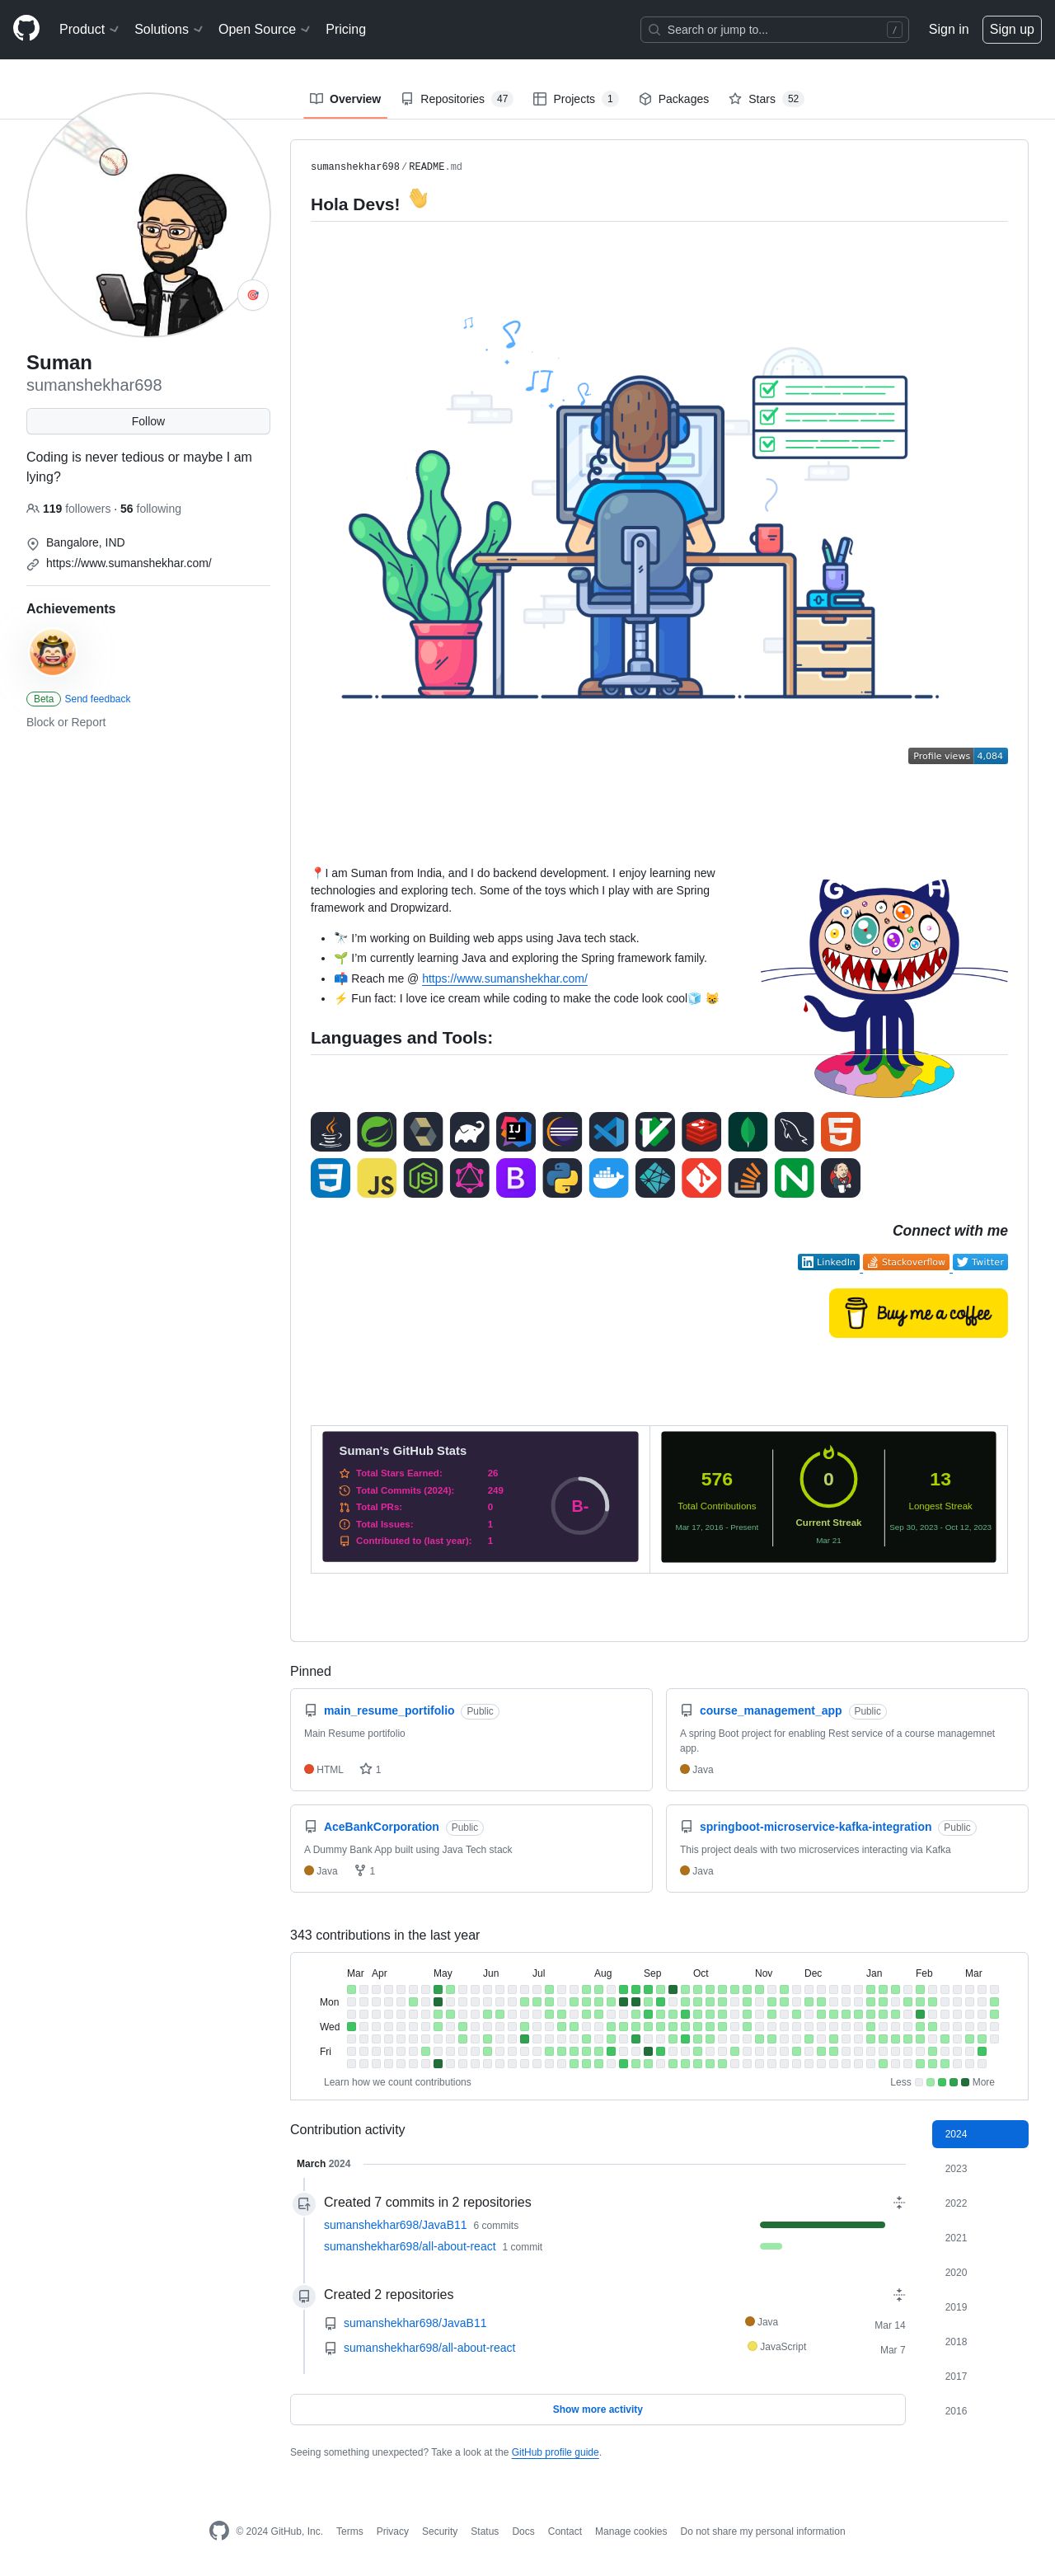 Product Solutions Open Source Pricing Search or jump to... / Sign in Sign up
Overview Repositories 47 Projects 1 Packages Stars 52
Suman
sumanshekhar698
Follow
Coding is never tedious or maybe I am
lying?
119 followers · 56 following
Bangalore, IND
https://www.sumanshekhar.com/
Achievements
Beta Send feedback
Block or Report
sumanshekhar698/README.md
Hola Devs! 👋
Profile views 4,084
📍I am Suman from India, and I do backend development. I enjoy learning new
technologies and exploring tech. Some of the toys which I play with are Spring
framework and Dropwizard.
• 🔭 I’m working on Building web apps using Java tech stack.
• 🌱 I’m currently learning Java and exploring the Spring framework family.
• 📫 Reach me @ https://www.sumanshekhar.com/
• ⚡ Fun fact: I love ice cream while coding to make the code look cool🧊 😸
Languages and Tools:
IJ
JS JS B N
Connect with me
LinkedIn Stackoverflow Twitter
Buy me a coffee
Suman's GitHub Stats
Total Stars Earned: 26
Total Commits (2024): 249
Total PRs: 0
Total Issues: 1
Contributed to (last year): 1
B-
576
Total Contributions
Mar 17, 2016 - Present
0
Current Streak
Mar 21
13
Longest Streak
Sep 30, 2023 - Oct 12, 2023
Pinned
main_resume_portifolio Public
Main Resume portifolio
HTML 1
course_management_app Public
A spring Boot project for enabling Rest service of a course managemnet
app.
Java
AceBankCorporation Public
A Dummy Bank App built using Java Tech stack
Java 1
springboot-microservice-kafka-integration Public
This project deals with two microservices interacting via Kafka
Java
343 contributions in the last year
Mar Apr May Jun Jul Aug Sep Oct Nov Dec Jan Feb Mar
Mon
Wed
Fri
Learn how we count contributions Less More
Contribution activity
March 2024
Created 7 commits in 2 repositories
sumanshekhar698/JavaB11 6 commits
sumanshekhar698/all-about-react 1 commit
Created 2 repositories
sumanshekhar698/JavaB11 Java Mar 14
sumanshekhar698/all-about-react JavaScript Mar 7
Show more activity
Seeing something unexpected? Take a look at the GitHub profile guide.
2024
2023
2022
2021
2020
2019
2018
2017
2016
© 2024 GitHub, Inc. Terms Privacy Security Status Docs Contact Manage cookies Do not share my personal information